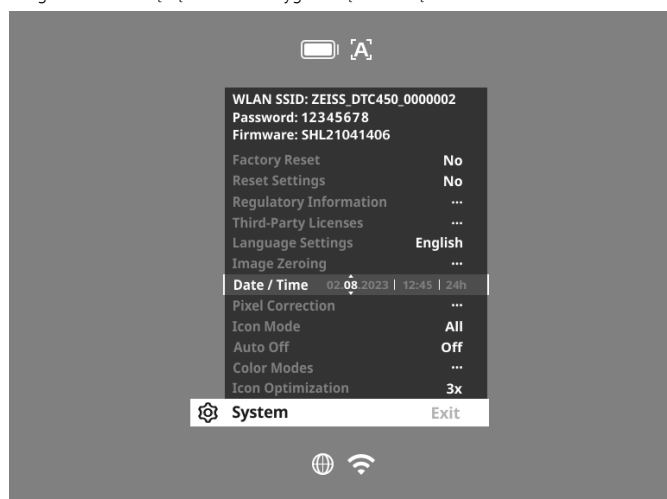 [A]
WLAN SSID: ZEISS_DTC450_0000002
Password: 12345678
Firmware: SHL21041406
Factory Reset No
Reset Settings No
Regulatory Information ...
Third-Party Licenses ...
Language Settings English
Image Zeroing ...
Date / Time 02.08.2023 | 12:45 | 24h
Pixel Correction ...
Icon Mode All
Auto Off Off
Color Modes ...
Icon Optimization 3x
System Exit